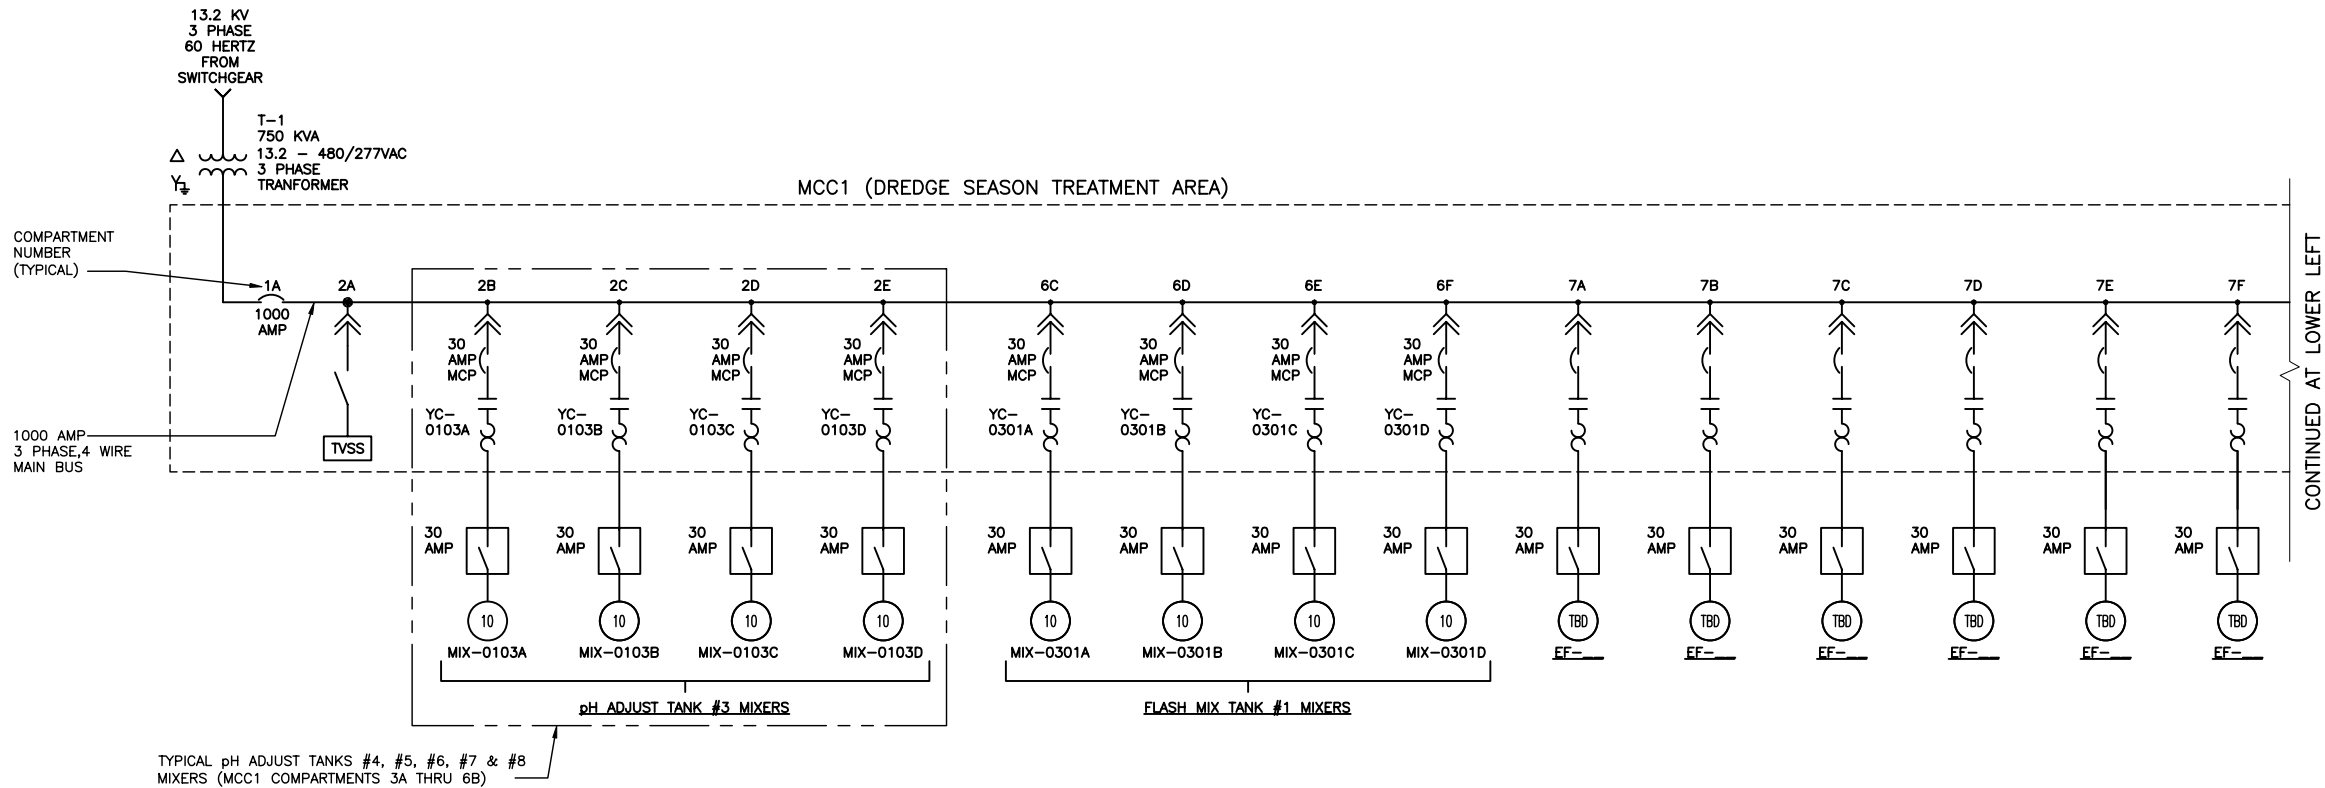 13.2 KV
3 PHASE
60 HERTZ
FROM
SWITCHGEAR
T-1
750 KVA
13.2 - 480/277VAC
3 PHASE
TRANFORMER
Δ
Y
MCC1 (DREDGE SEASON TREATMENT AREA)
COMPARTMENT
NUMBER
(TYPICAL)
1A 2A 2B 2C 2D 2E 6C 6D 6E 6F 7A 7B 7C 7D 7E 7F
1000
AMP
30 30 30 30 30 30 30 30
AMP AMP AMP AMP AMP AMP AMP AMP
MCP MCP MCP MCP MCP MCP MCP MCP
YC- YC- YC- YC- YC- YC- YC- YC-
0103A 0103B 0103C 0103D 0301A 0301B 0301C 0301D
TVSS
1000 AMP
3 PHASE,4 WIRE
MAIN BUS
CONTINUED AT LOWER LEFT
30 30 30 30 30 30 30 30 30 30 30 30 30 30
AMP AMP AMP AMP AMP AMP AMP AMP AMP AMP AMP AMP AMP AMP
10 10 10 10 10 10 10 10 TBD TBD TBD TBD TBD TBD
MIX-0103A MIX-0103B MIX-0103C MIX-0103D MIX-0301A MIX-0301B MIX-0301C MIX-0301D EF-__ EF-__ EF-__ EF-__ EF-__ EF-__
pH ADJUST TANK #3 MIXERS
FLASH MIX TANK #1 MIXERS
TYPICAL pH ADJUST TANKS #4, #5, #6, #7 & #8
MIXERS (MCC1 COMPARTMENTS 3A THRU 6B)